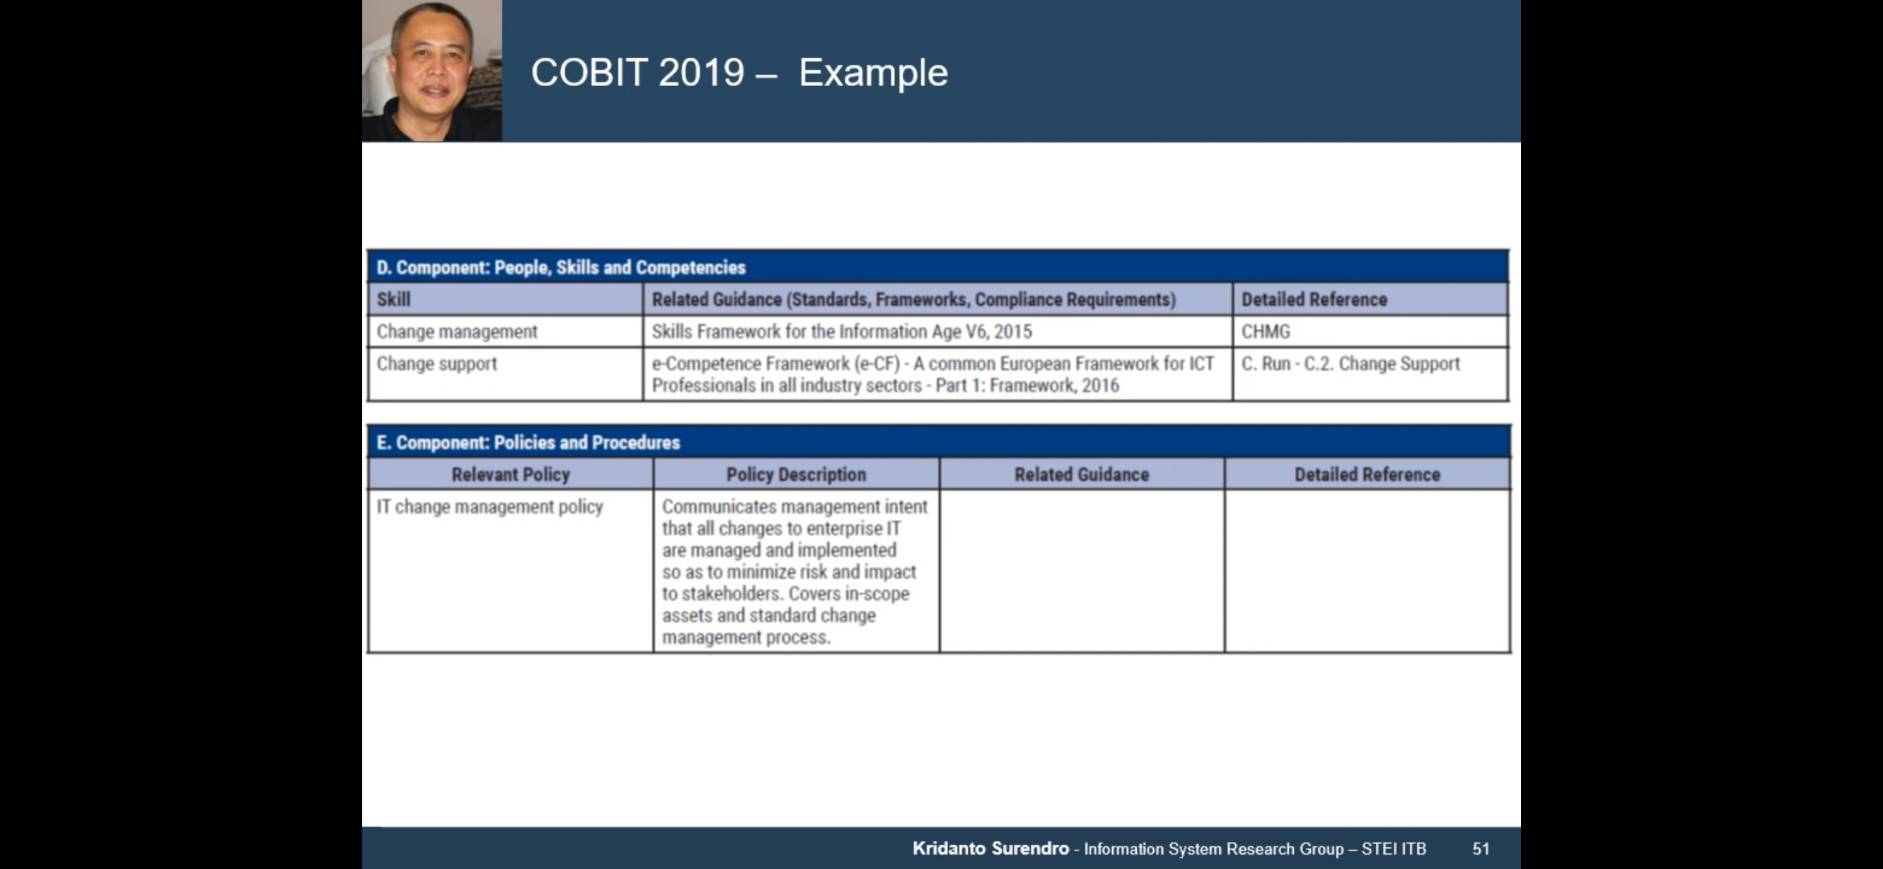 COBIT 2019 – Example
D. Component: People, Skills and Competencies
Skill
Related Guidance (Standards, Frameworks, Compliance Requirements)
Detailed Reference
Change management
Skills Framework for the Information Age V6, 2015
CHMG
Change support
e-Competence Framework (e-CF) - A common European Framework for ICT
Professionals in all industry sectors - Part 1: Framework, 2016
C. Run - C.2. Change Support
E. Component: Policies and Procedures
Relevant Policy
Policy Description
Related Guidance
Detailed Reference
IT change management policy
Communicates management intent
that all changes to enterprise IT
are managed and implemented
so as to minimize risk and impact
to stakeholders. Covers in-scope
assets and standard change
management process.
Kridanto Surendro - Information System Research Group – STEI ITB
51